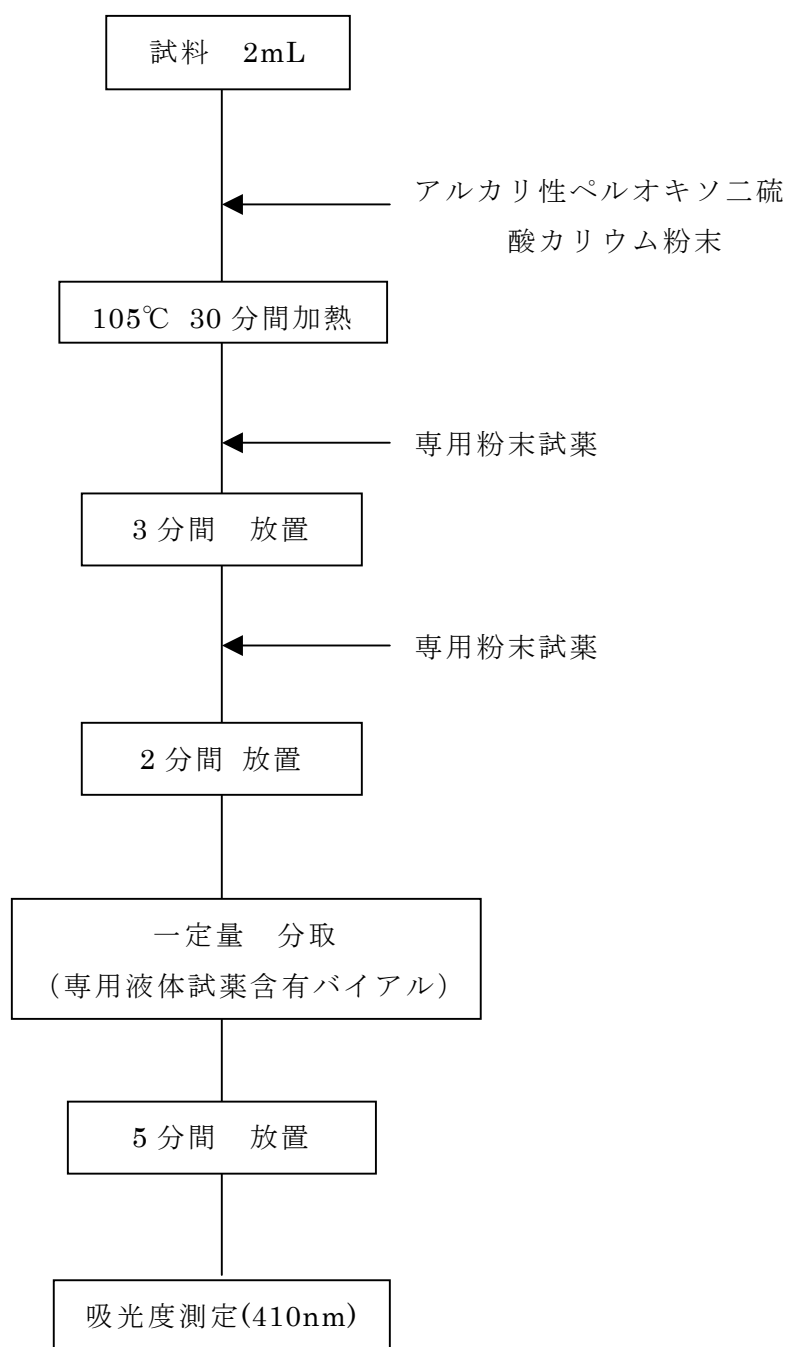 試料　2mL
アルカリ性ペルオキソ二硫
酸カリウム粉末
105℃ 30分間加熱
専用粉末試薬
3分間　放置
専用粉末試薬
2分間 放置
一定量　分取
（専用液体試薬含有バイアル）
5分間　放置
吸光度測定(410nm)